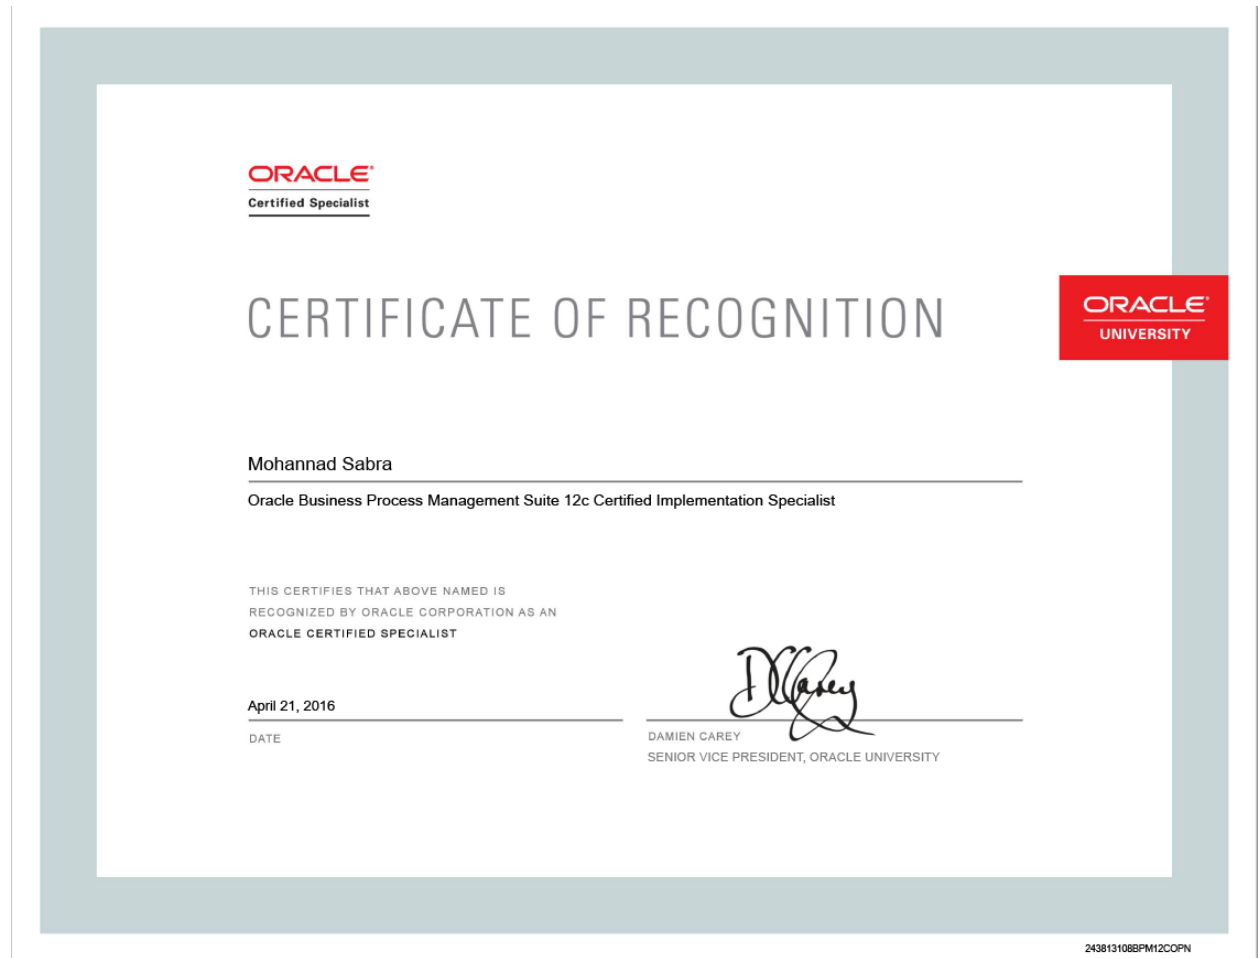 ORACLE®
Certified Specialist
CERTIFICATE OF RECOGNITION
ORACLE®
UNIVERSITY
Mohannad Sabra
Oracle Business Process Management Suite 12c Certified Implementation Specialist
THIS CERTIFIES THAT ABOVE NAMED IS
RECOGNIZED BY ORACLE CORPORATION AS AN
ORACLE CERTIFIED SPECIALIST
DCCarey
April 21, 2016
DATE
DAMIEN CAREY
SENIOR VICE PRESIDENT, ORACLE UNIVERSITY
243813108BPM12COPN